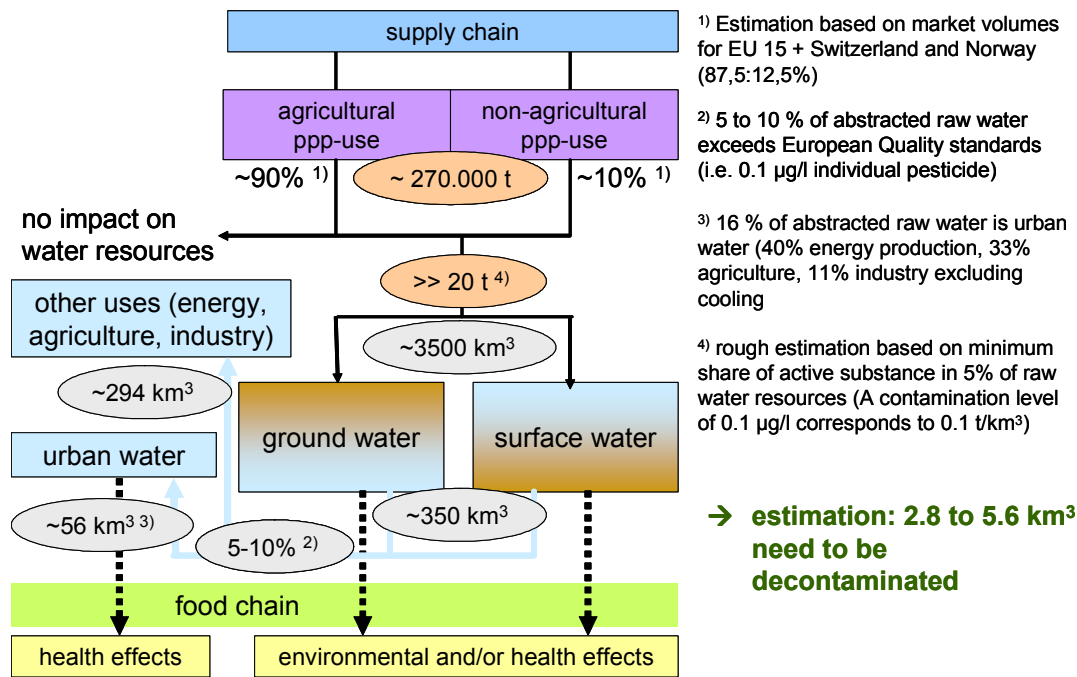 supply chain
agricultural
ppp-use
non-agricultural
ppp-use
~90% ¹⁾
~ 270.000 t
~10% ¹⁾
no impact on
water resources
>> 20 t ⁴⁾
other uses (energy,
agriculture, industry)
~3500 km³
~294 km³
ground water
surface water
urban water
~56 km³ ³⁾
~350 km³
5-10% ²⁾
food chain
health effects
environmental and/or health effects
¹⁾ Estimation based on market volumes
for EU 15 + Switzerland and Norway
(87,5:12,5%)
²⁾ 5 to 10 % of abstracted raw water
exceeds European Quality standards
(i.e. 0.1 µg/l individual pesticide)
³⁾ 16 % of abstracted raw water is urban
water (40% energy production, 33%
agriculture, 11% industry excluding
cooling
⁴⁾ rough estimation based on minimum
share of active substance in 5% of raw
water resources (A contamination level
of 0.1 µg/l corresponds to 0.1 t/km³)
→ estimation: 2.8 to 5.6 km³
need to be
decontaminated